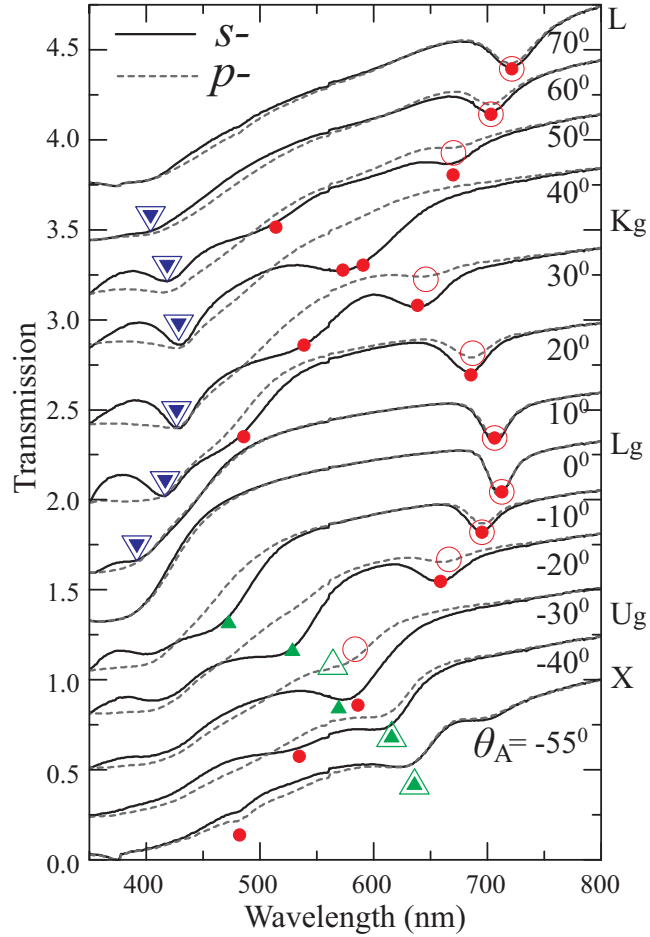 L
4.5
s-
70⁰
p-
60⁰
4.0
50⁰
40⁰
Kg
3.5
30⁰
3.0
20⁰
2.5
10⁰
Lg
0⁰
2.0
-10⁰
1.5
-20⁰
Ug
-30⁰
1.0
X
-40⁰
θA = -55⁰
0.5
0.0
Transmission
400 500 600 700 800
Wavelength (nm)